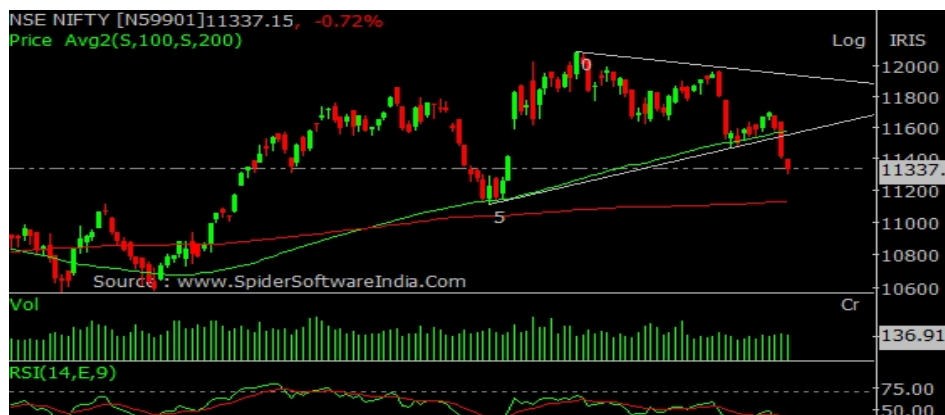 NSE NIFTY [N59901]11337.15, -0.72%
Price Avg2(S,100,S,200)
Log IRIS
0
12000
11800
11600
11400
11337.
11200
5
11000
10800
Source : www.SpiderSoftwareIndia.Com
10600
Vol Cr
136.91
RSI(14,E,9)
75.00
50.00